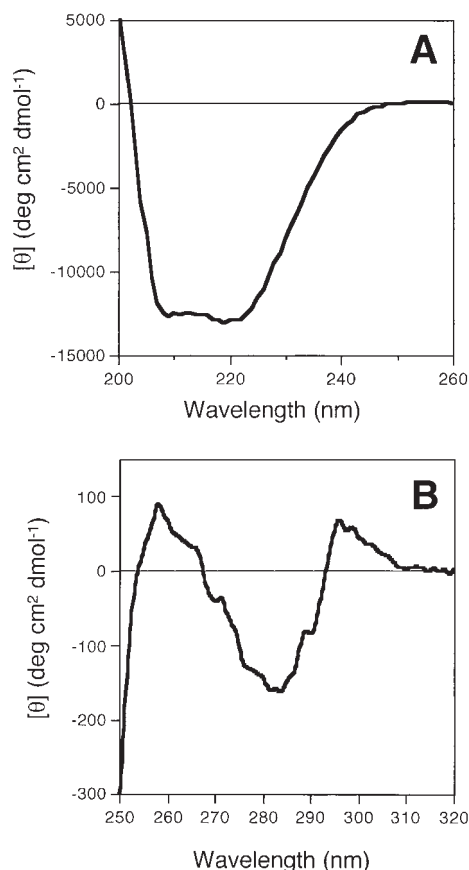 A
5000
0
-5000
-10000
-15000
[θ] (deg cm² dmol⁻¹)
200 220 240 260
Wavelength (nm)
B
100
0
-100
-200
-300
[θ] (deg cm² dmol⁻¹)
250 260 270 280 290 300 310 320
Wavelength (nm)